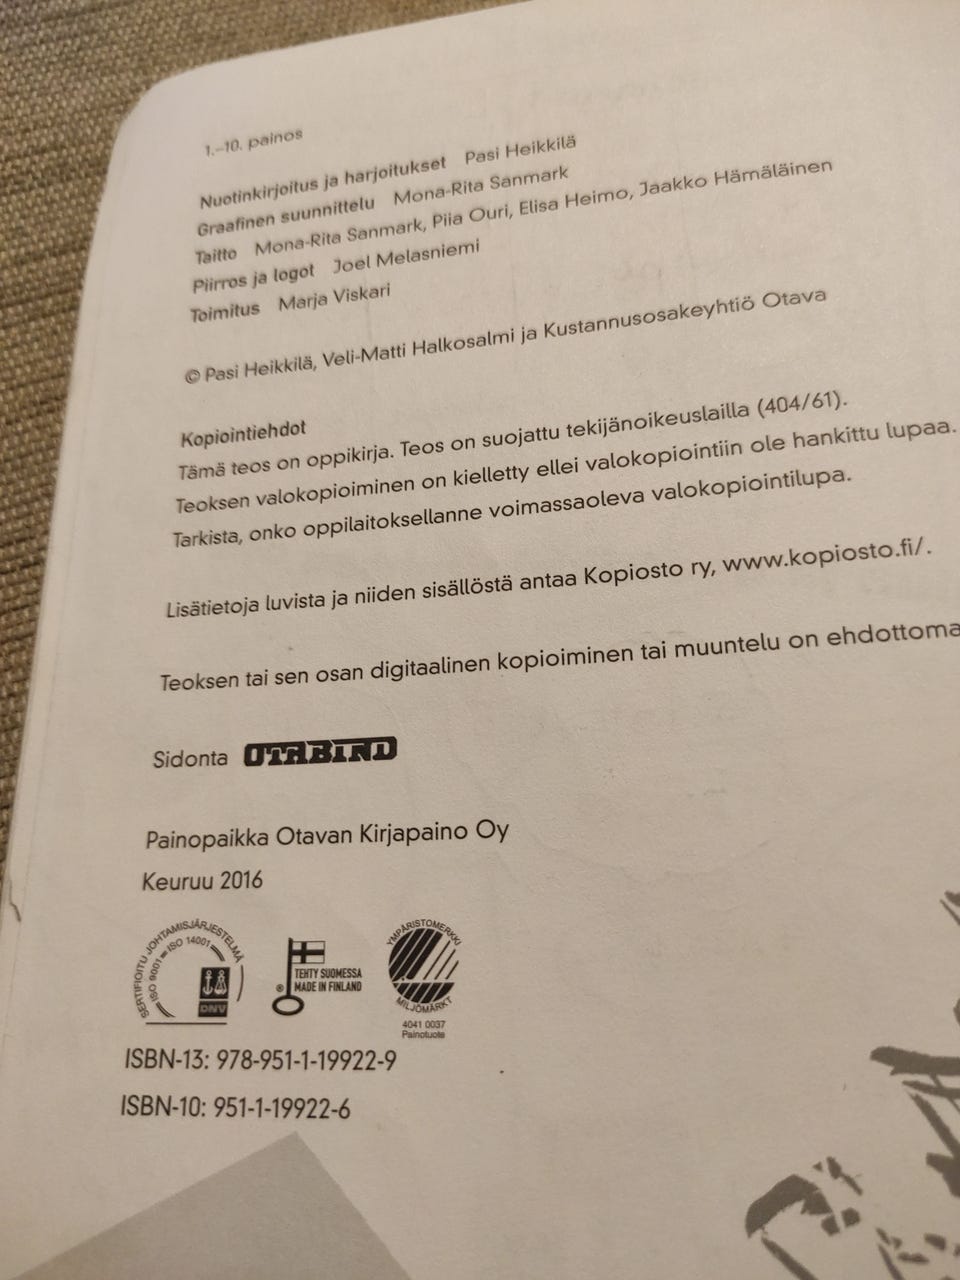 1.–10. painos
Nuotinkirjoitus ja harjoitukset Pasi Heikkilä
Graafinen suunnittelu Mona-Rita Sanmark
Taitto Mona-Rita Sanmark, Piia Ouri, Elisa Heimo, Jaakko Hämäläinen
Piirros ja logot Joel Melasniemi
Toimitus Marja Viskari
© Pasi Heikkilä, Veli-Matti Halkosalmi ja Kustannusosakeyhtiö Otava
Kopiointiehdot
Tämä teos on oppikirja. Teos on suojattu tekijänoikeuslailla (404/61).
Teoksen valokopioiminen on kielletty ellei valokopiointiin ole hankittu lupaa.
Tarkista, onko oppilaitoksellanne voimassaoleva valokopiointilupa.
Lisätietoja luvista ja niiden sisällöstä antaa Kopiosto ry, www.kopiosto.fi/.
Teoksen tai sen osan digitaalinen kopioiminen tai muuntelu on ehdottoma
Sidonta OTABIND
Painopaikka Otavan Kirjapaino Oy
Keuruu 2016
SERTIFIOITU JOHTAMISJÄRJESTELMÄ
ISO 9001 = ISO 14001
DNV
® TEHTY SUOMESSA
MADE IN FINLAND
YMPÄRISTÖMERKKI
MILJÖMÄRKT
4041 0037
Painotuote
ISBN-13: 978-951-1-19922-9
ISBN-10: 951-1-19922-6